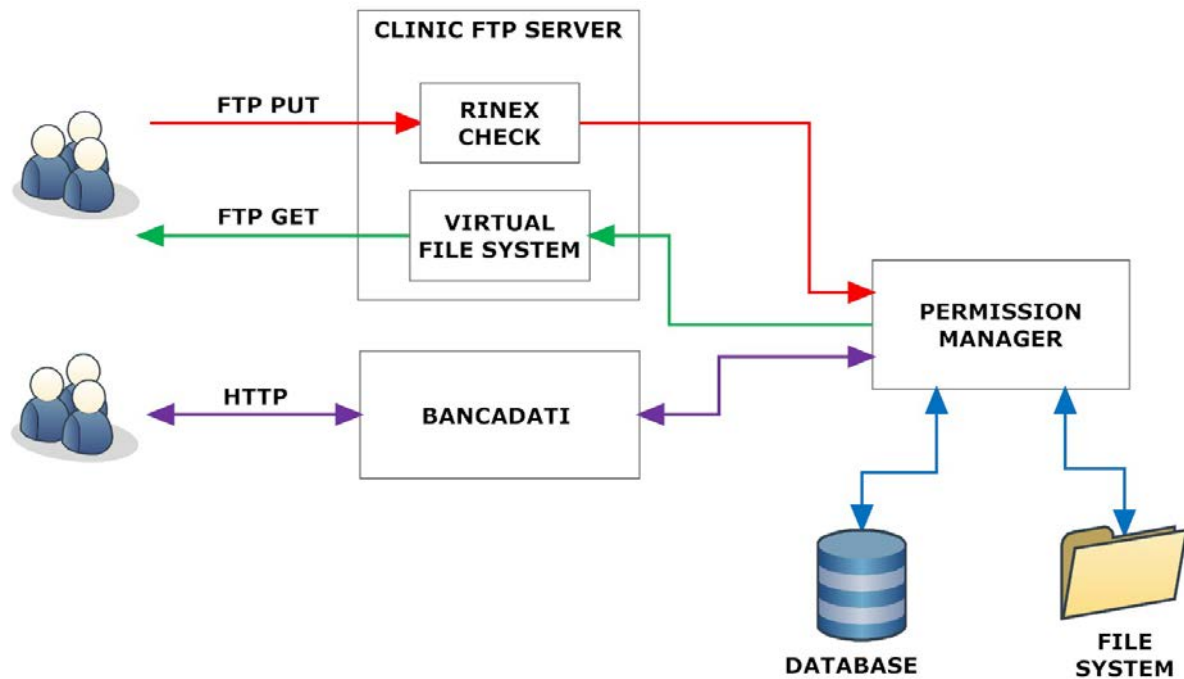 CLINIC FTP SERVER
FTP PUT
RINEX
CHECK
FTP GET
VIRTUAL
FILE SYSTEM
PERMISSION
MANAGER
HTTP
BANCADATI
DATABASE
FILE
SYSTEM